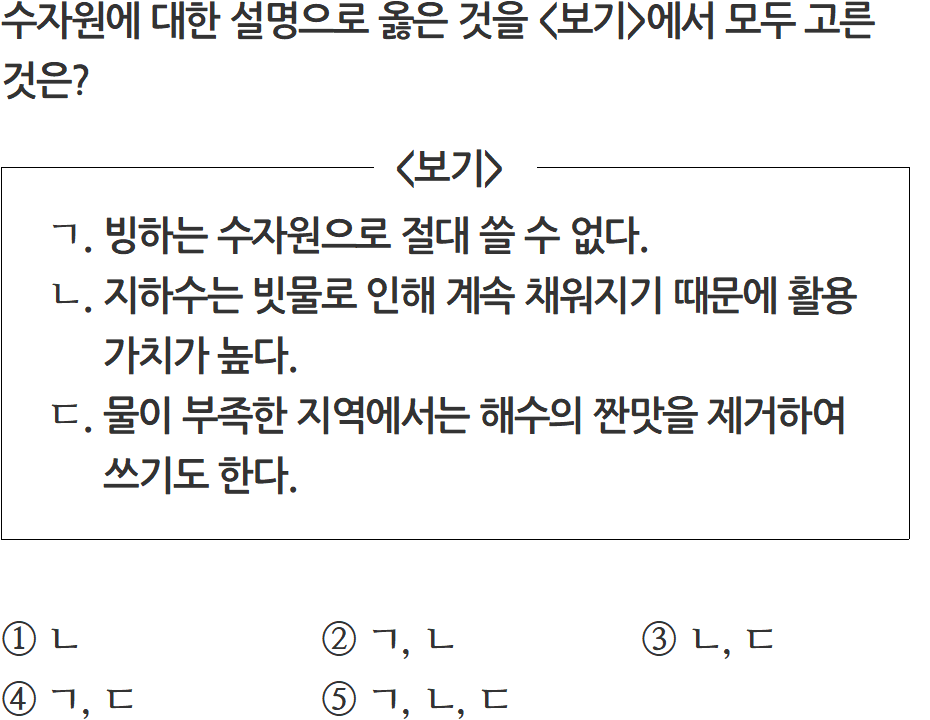 수자원에 대한 설명으로 옳은 것을 <보기>에서 모두 고른
것은?
<보기>
ㄱ. 빙하는 수자원으로 절대 쓸 수 없다.
ㄴ. 지하수는 빗물로 인해 계속 채워지기 때문에 활용
가치가 높다.
ㄷ. 물이 부족한 지역에서는 해수의 짠맛을 제거하여
쓰기도 한다.
① ㄴ ② ㄱ, ㄴ ③ ㄴ, ㄷ
④ ㄱ, ㄷ ⑤ ㄱ, ㄴ, ㄷ